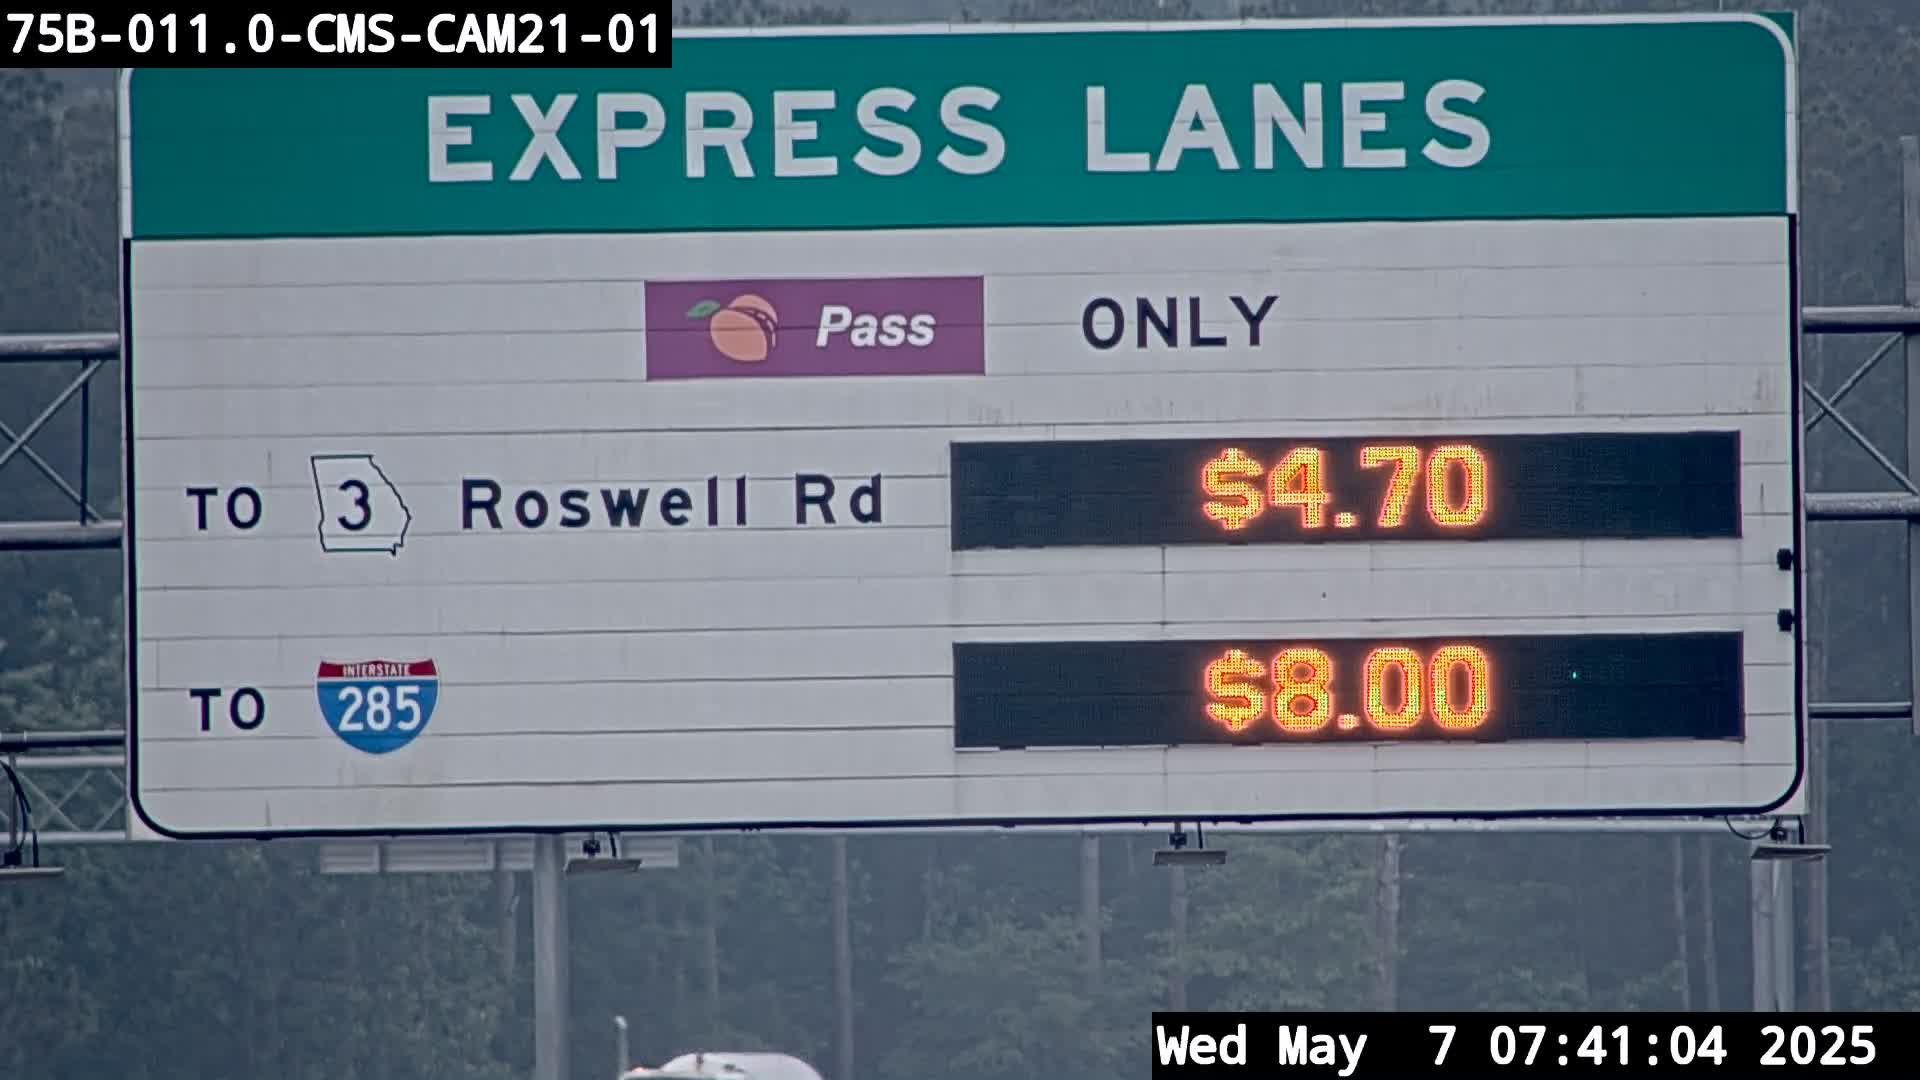 75B-011.0-CMS-CAM21-01
EXPRESS LANES
Pass ONLY
TO 3 Roswell Rd $4.70
TO INTERSTATE 285 $8.00
Wed May 7 07:41:04 2025